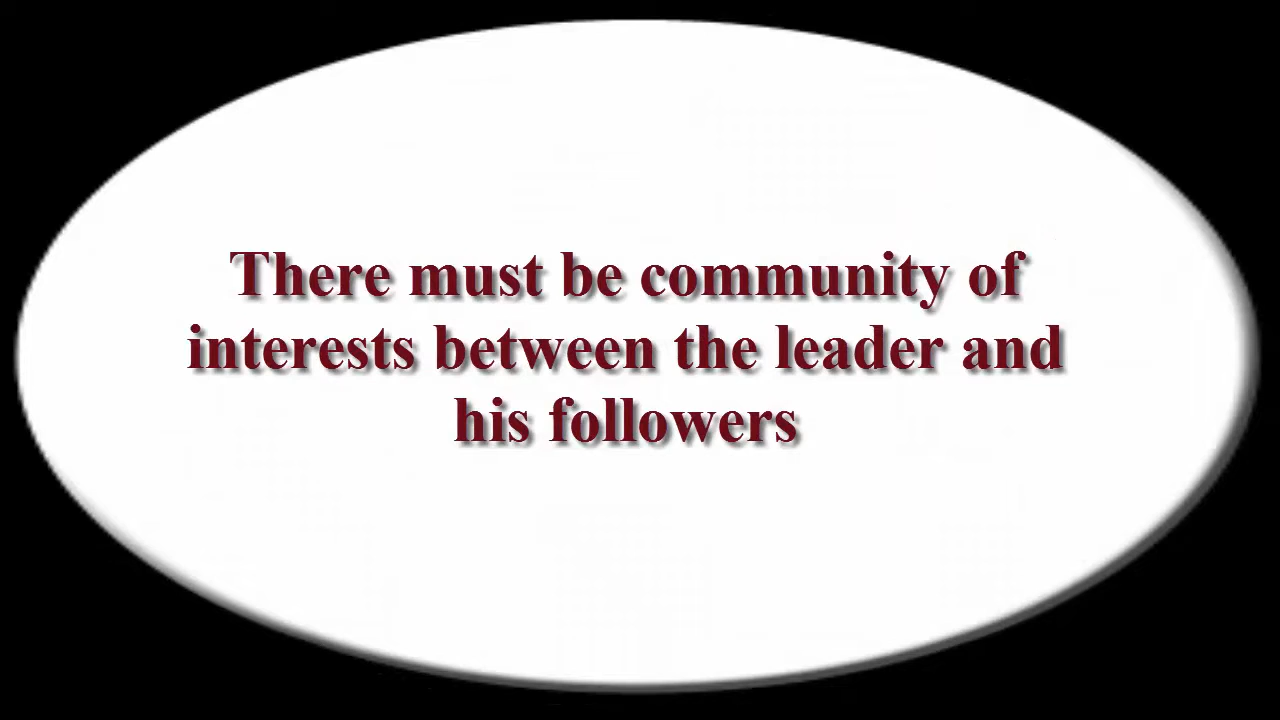 There must be community of
interests between the leader and
his followers